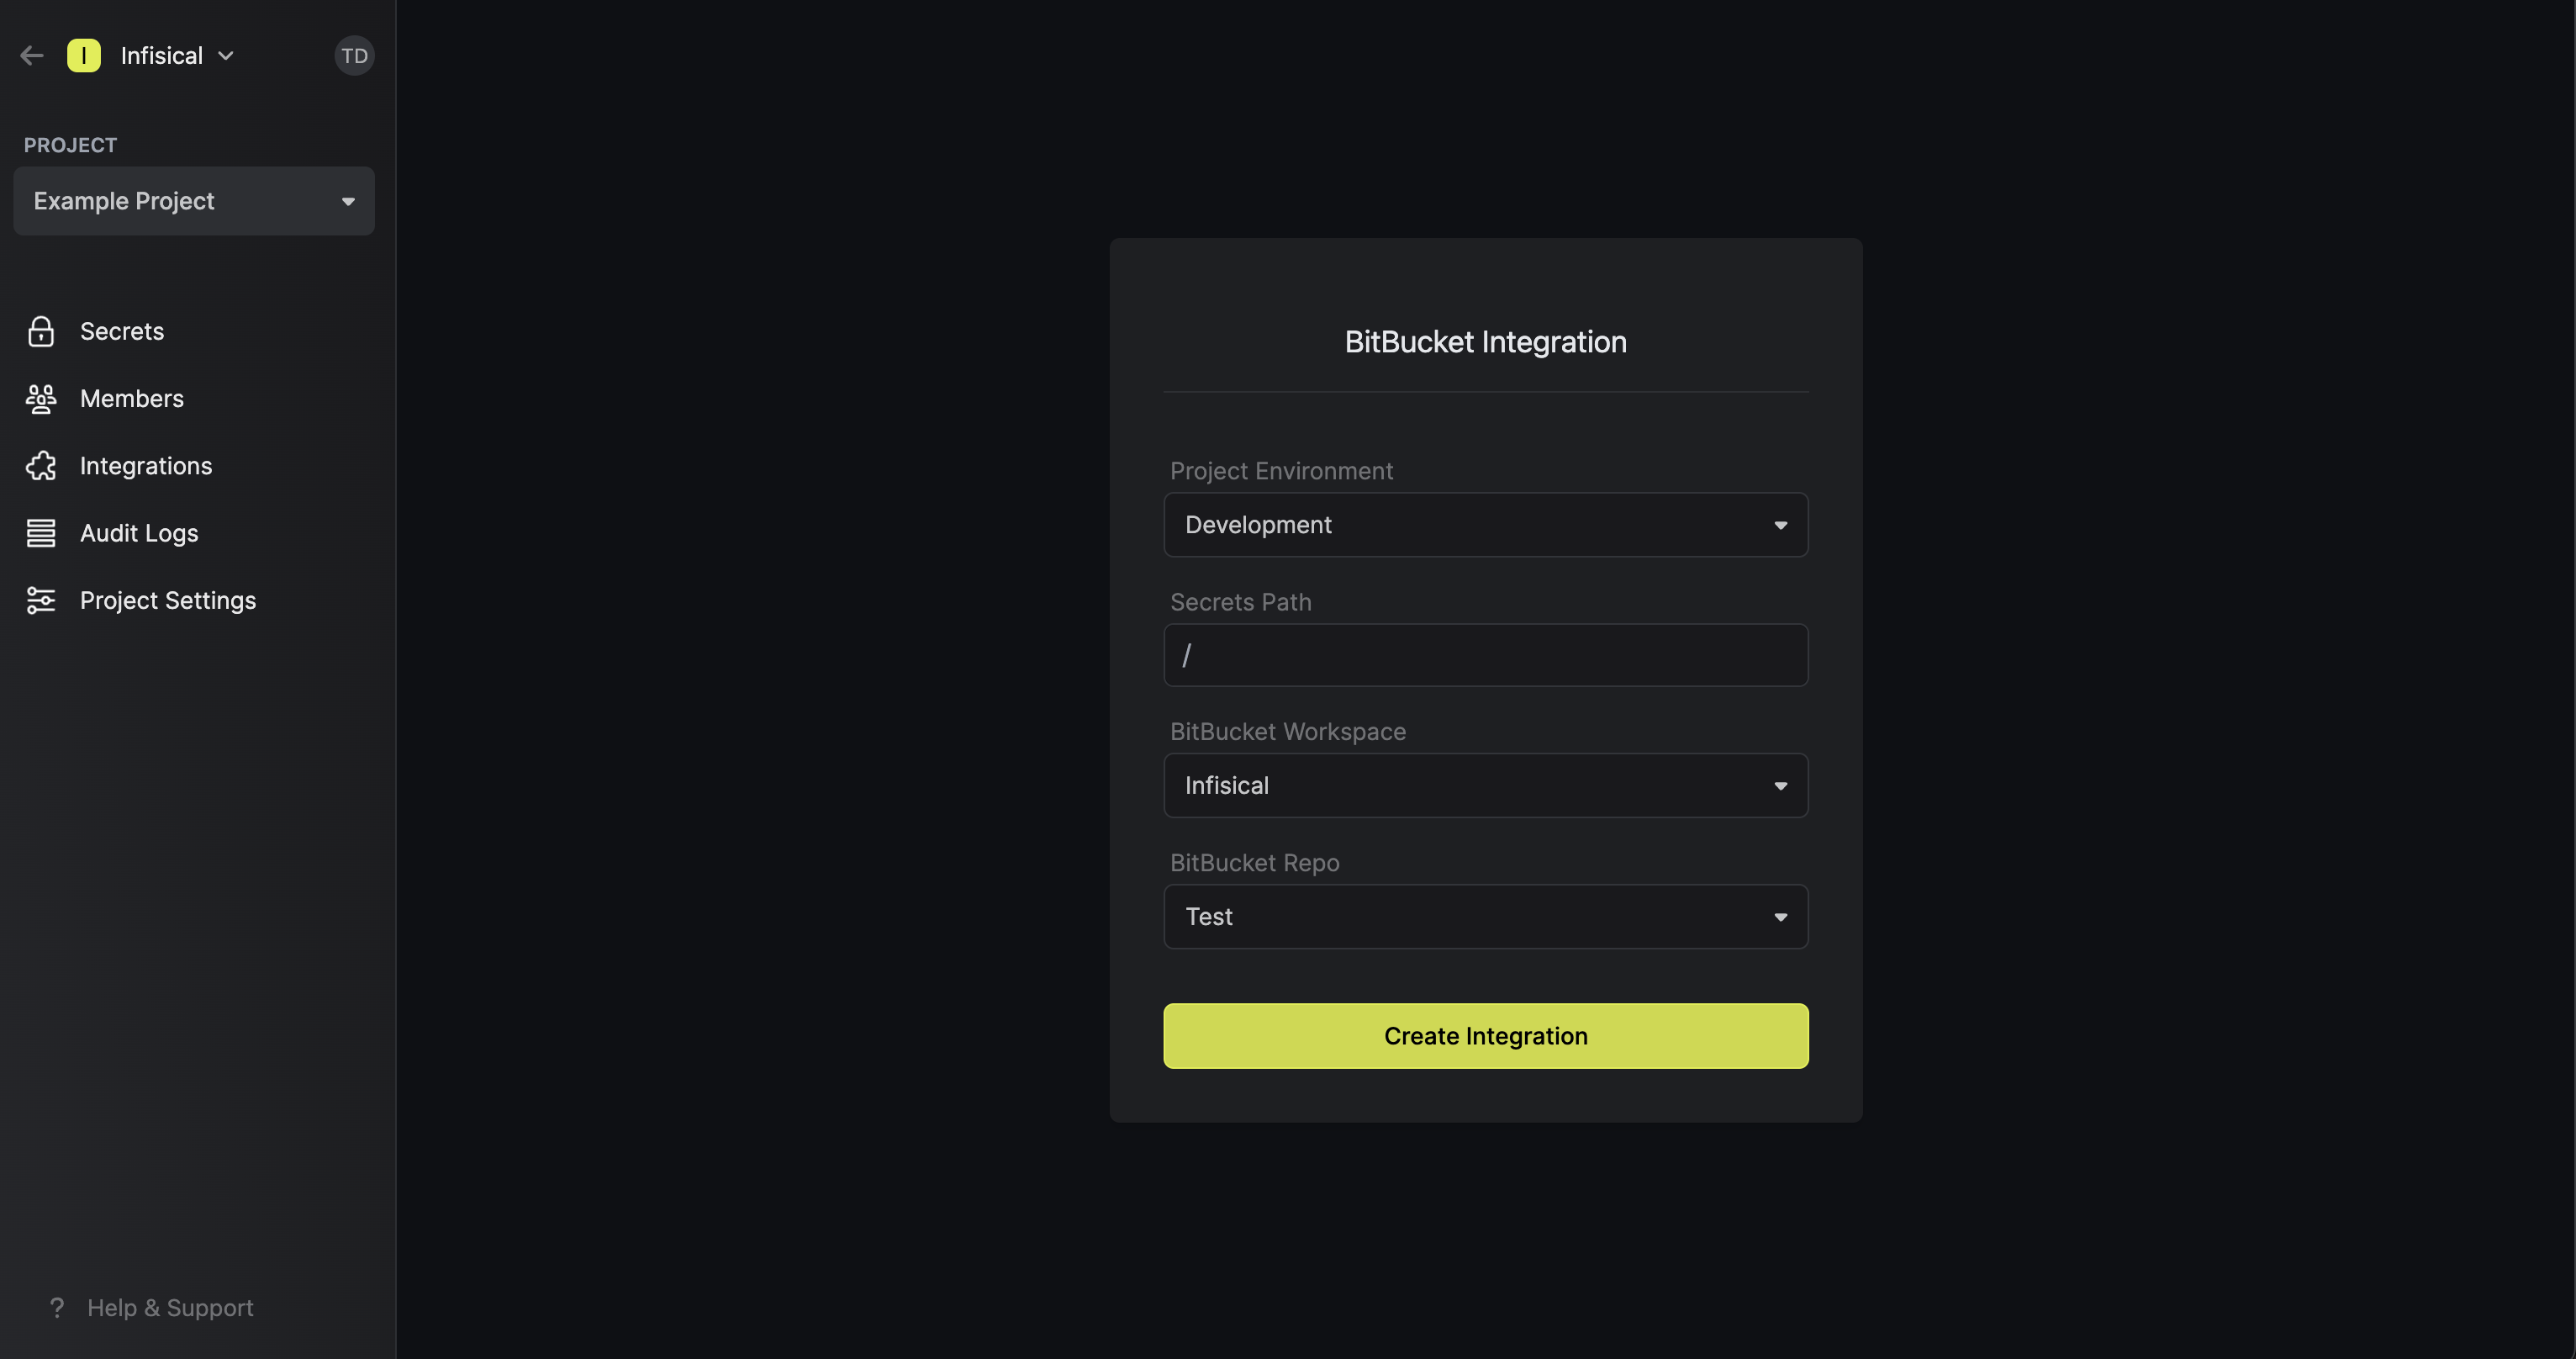 I Infisical TD
PROJECT
Example Project
Secrets
Members
Integrations
Audit Logs
Project Settings
? Help & Support
BitBucket Integration
Project Environment
Development
Secrets Path
/
BitBucket Workspace
Infisical
BitBucket Repo
Test
Create Integration